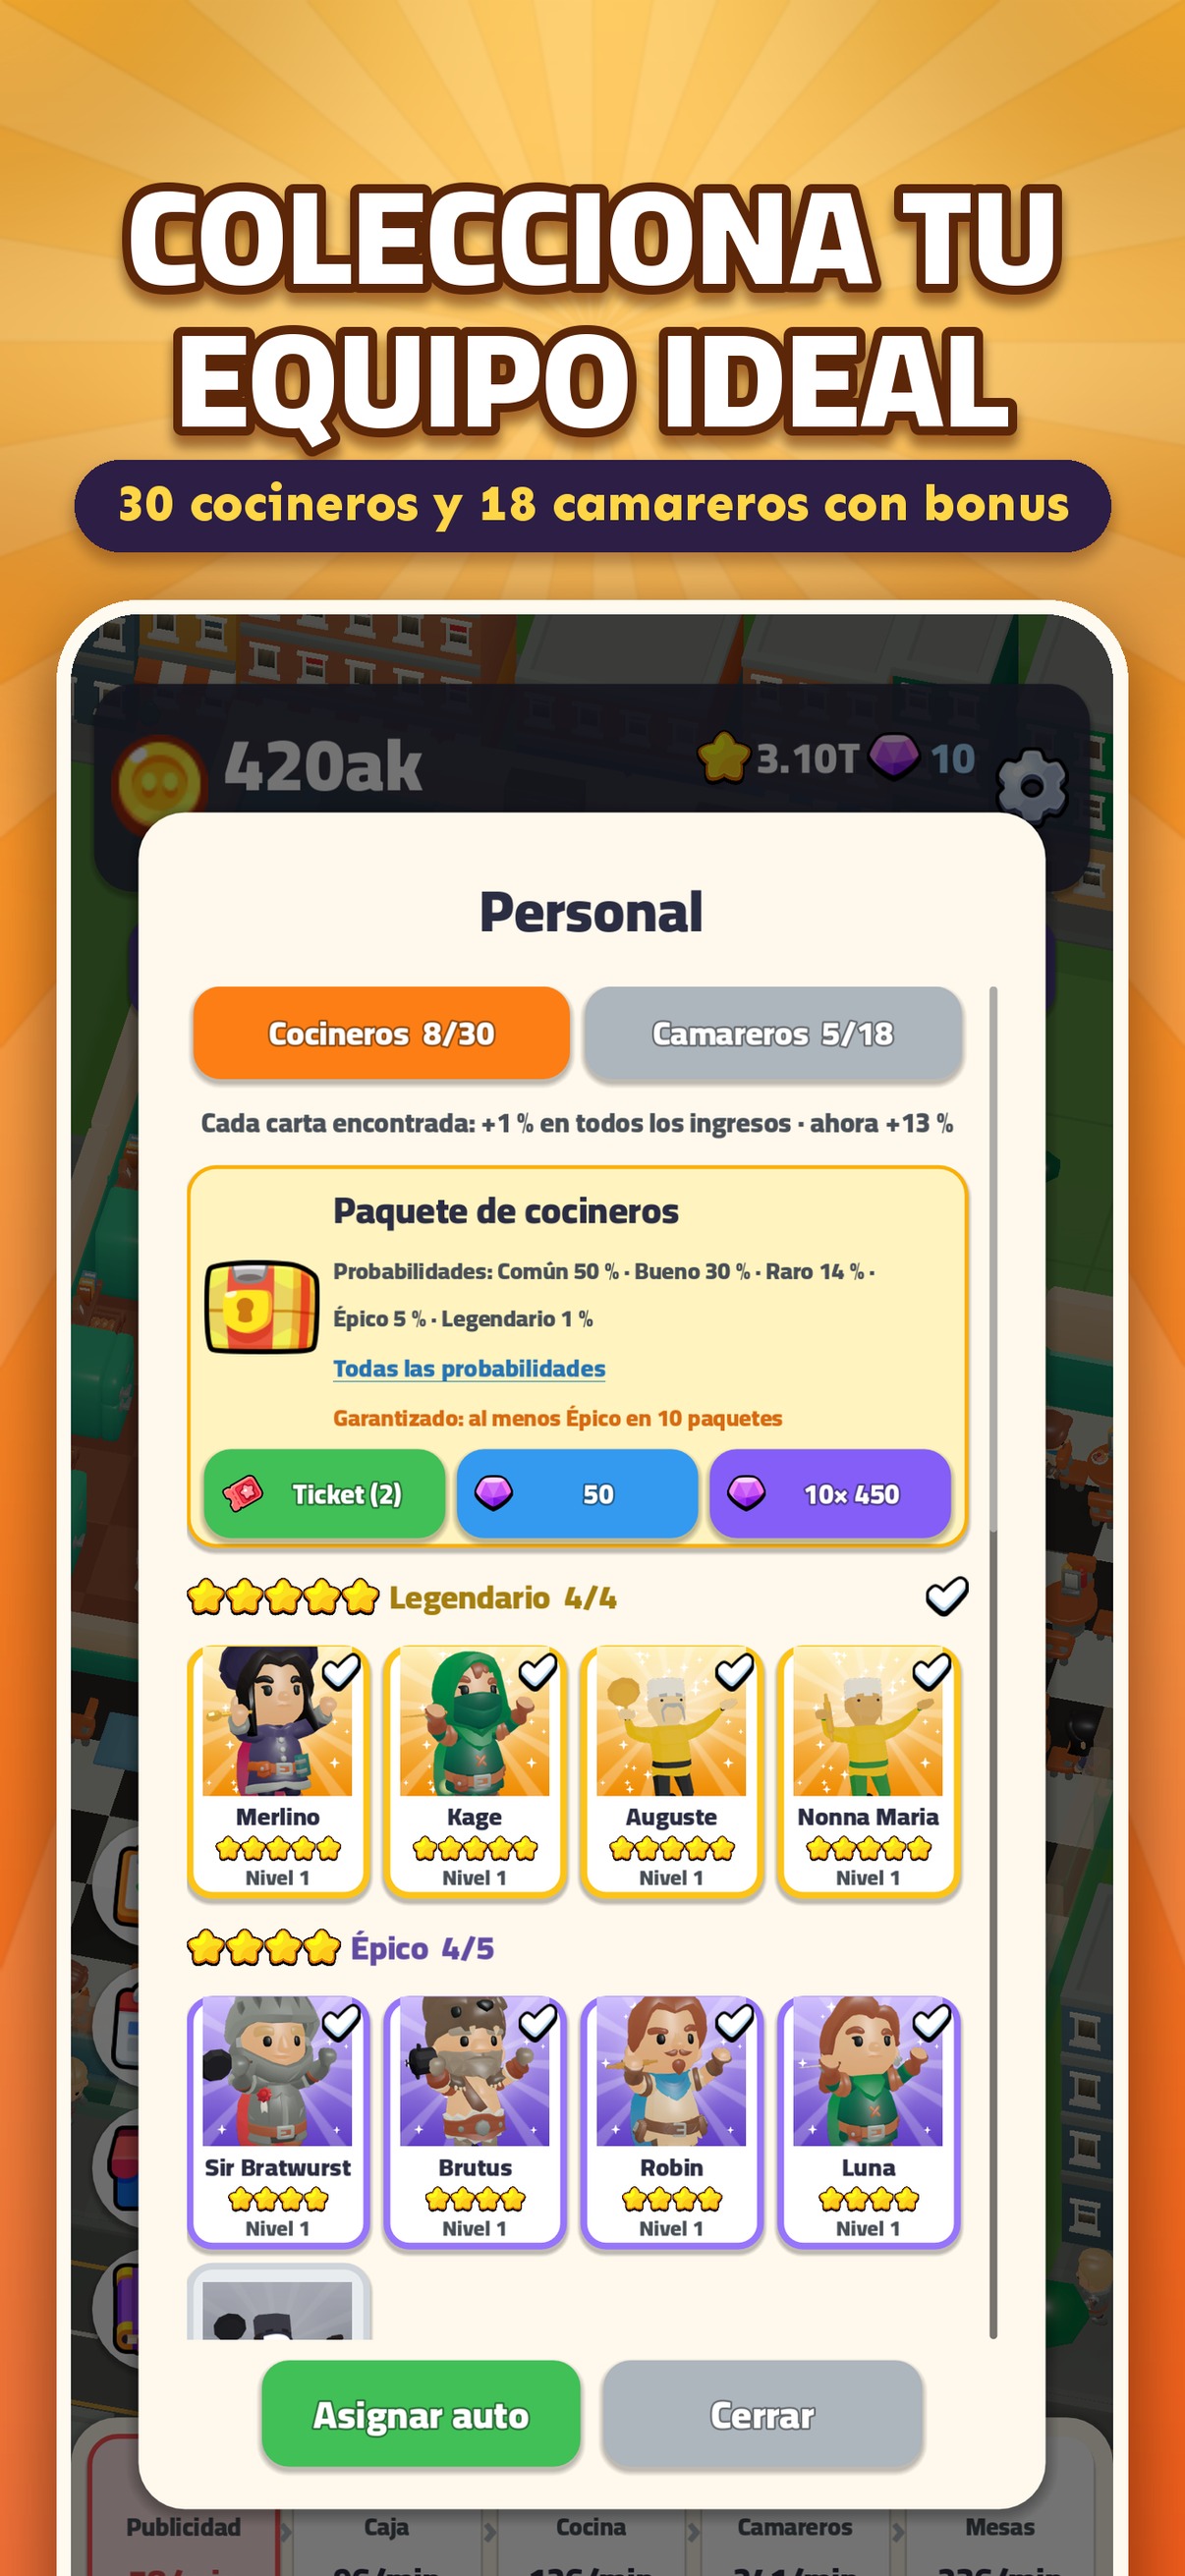 COLECCIONA TU
EQUIPO IDEAL
30 cocineros y 18 camareros con bonus
420ak
3.10T
10
Personal
Cocineros 8/30
Camareros 5/18
Cada carta encontrada: +1 % en todos los ingresos · ahora +13 %
Paquete de cocineros
Probabilidades: Común 50 % · Bueno 30 % · Raro 14 % ·
Épico 5 % · Legendario 1 %
Todas las probabilidades
Garantizado: al menos Épico en 10 paquetes
Ticket (2)
50
10× 450
Legendario 4/4
Merlino
Kage
Auguste
Nonna Maria
Nivel 1
Nivel 1
Nivel 1
Nivel 1
Épico 4/5
Sir Bratwurst
Brutus
Robin
Luna
Nivel 1
Nivel 1
Nivel 1
Nivel 1
Asignar auto
Cerrar
Publicidad
Caja
Cocina
Camareros
Mesas